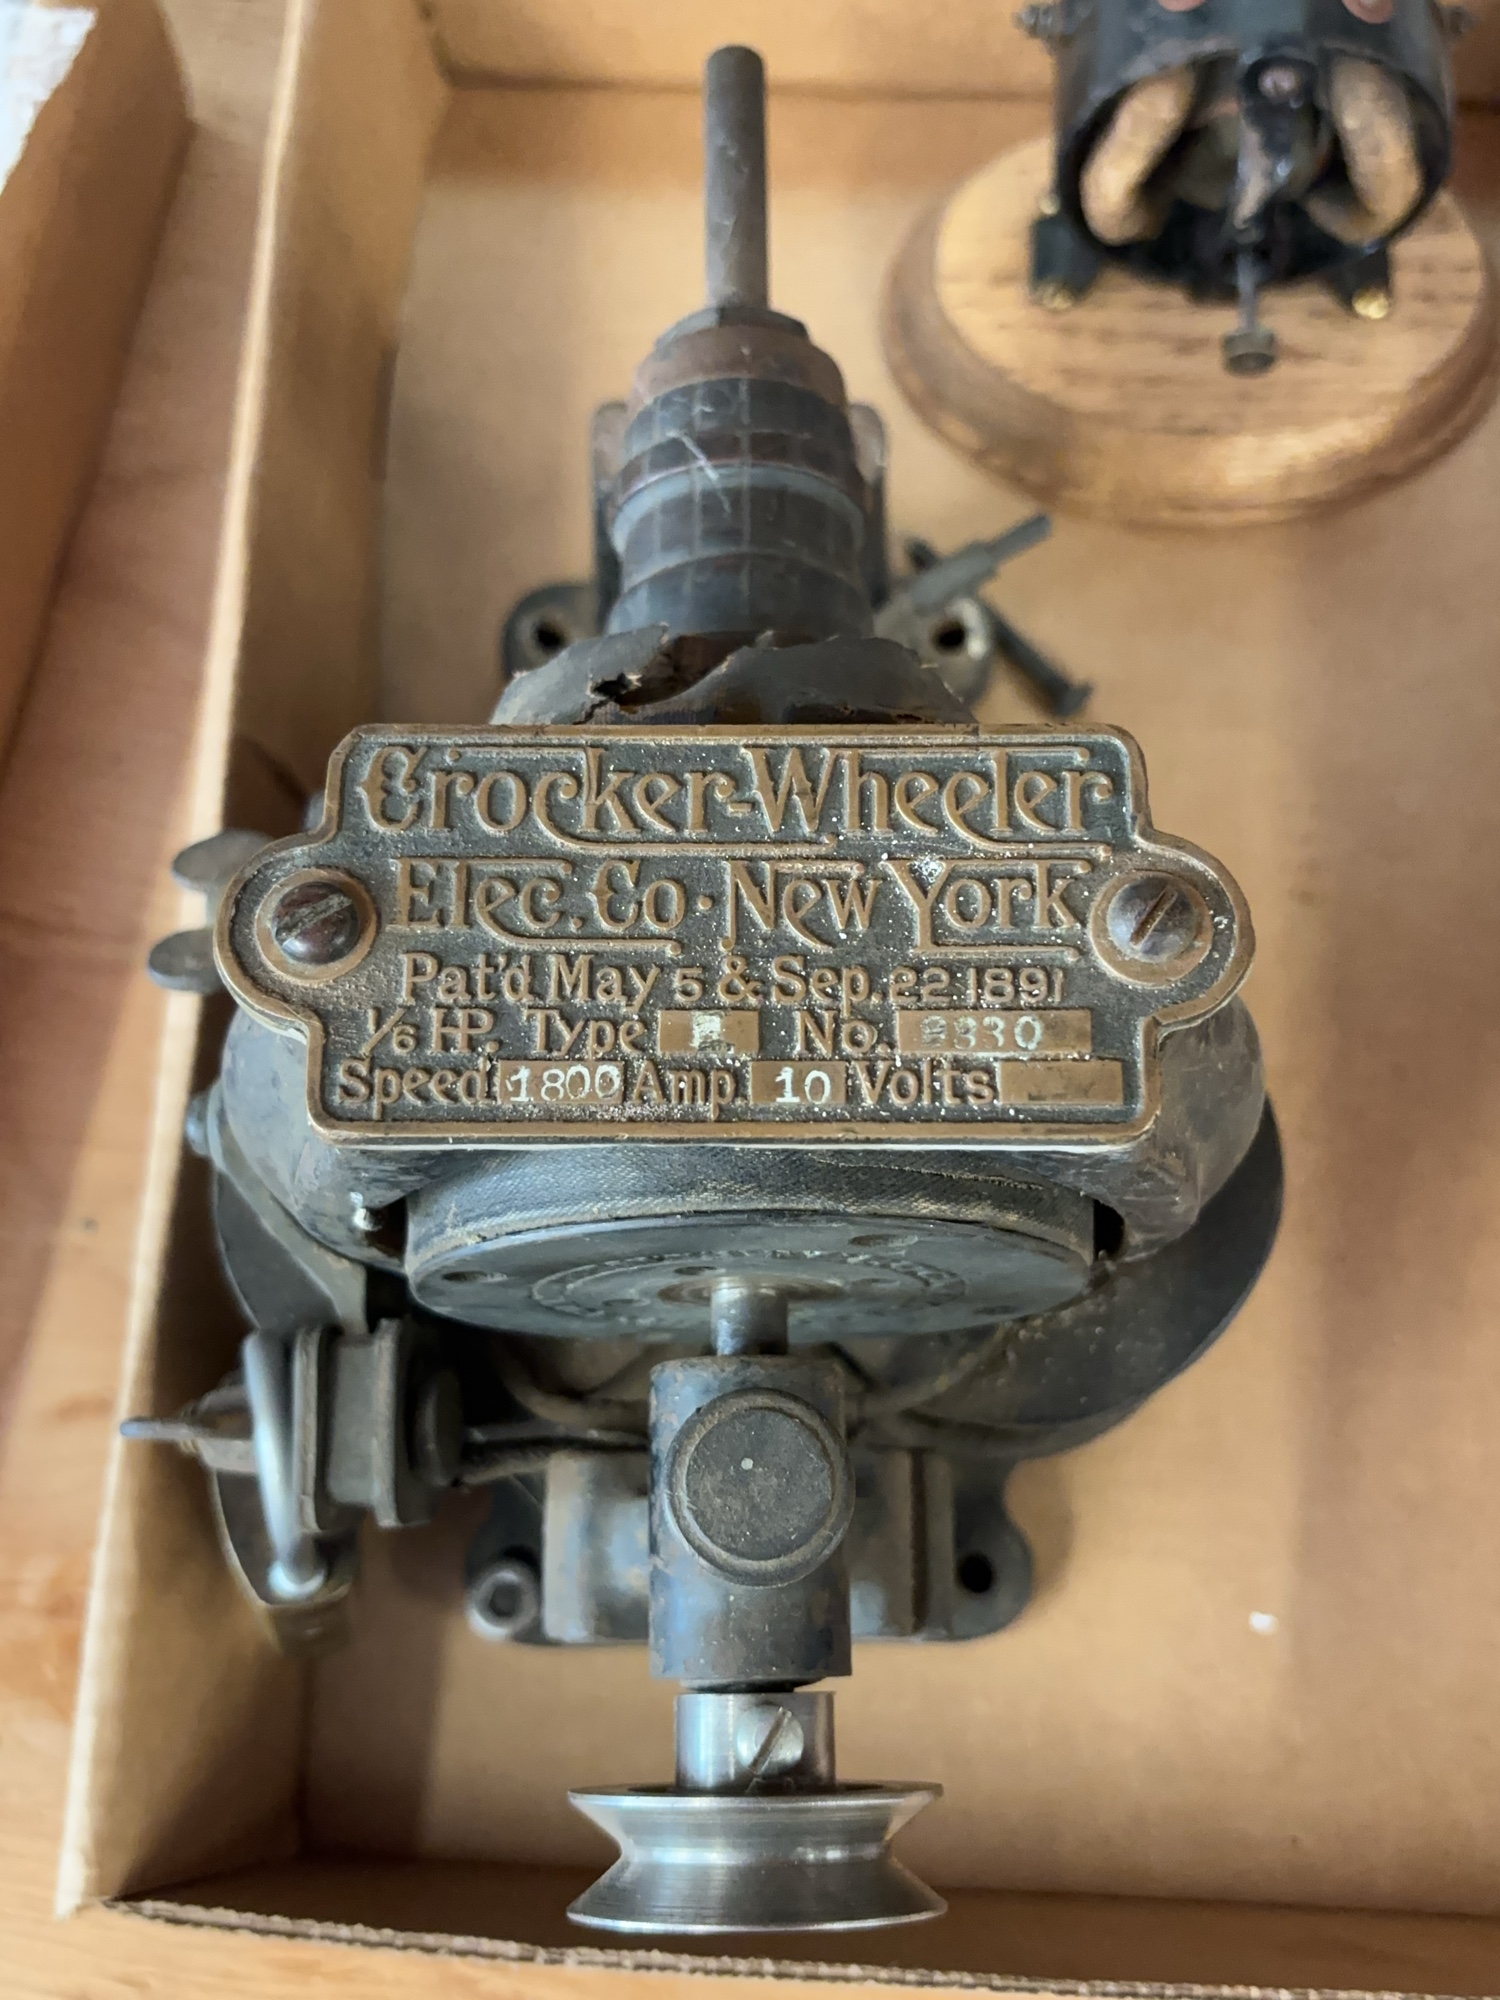 Crocker-Wheeler
Elec. Co · New York
Pat'd May 5 & Sep. 22 1891
1/6 HP. Type No.
Speed 1800 Amp. 10 Volts